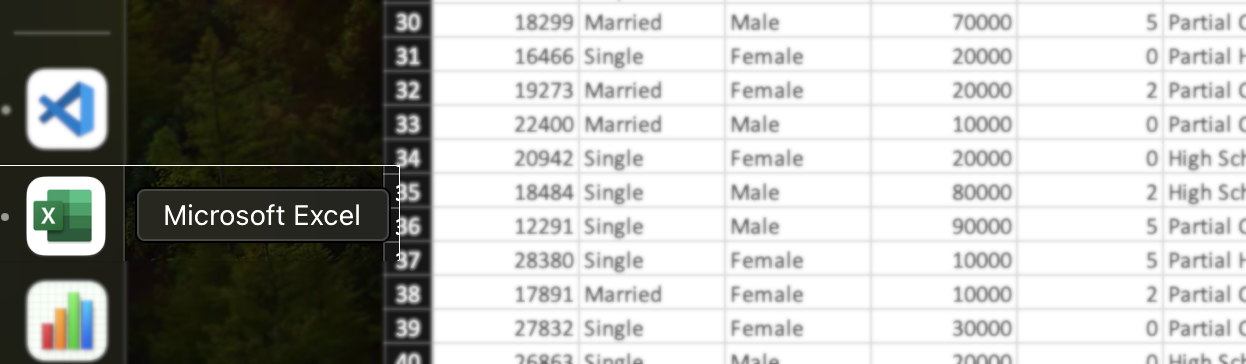 30 18299 Married Male 70000 5 Partial C
31 16466 Single Female 20000 0 Partial H
32 19273 Married Female 20000 2 Partial C
33 22400 Married Male 10000 0 Partial C
34 20942 Single Female 20000 0 High Sch
X Microsoft Excel 35 18484 Single Male 80000 2 High Sch
36 12291 Single Male 90000 5 Partial C
37 28380 Single Female 10000 5 Partial H
38 17891 Married Female 10000 2 Partial C
39 27832 Single Female 30000 0 Partial C
40 26863 Single Male 20000 0 High Sch